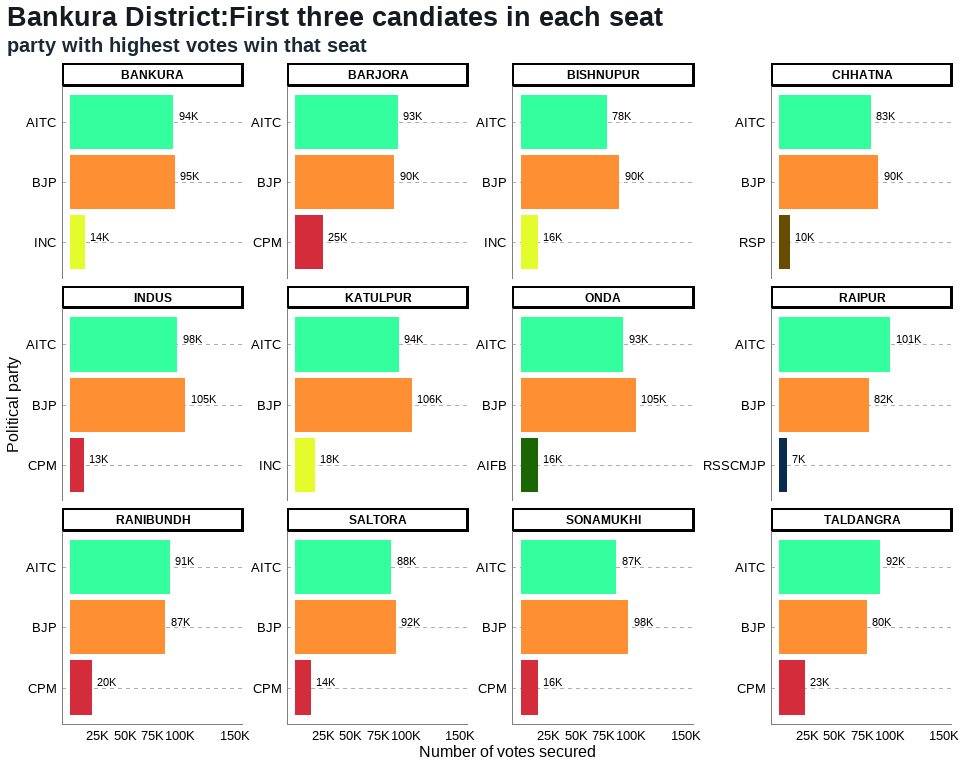 Bankura District:First three candiates in each seat
party with highest votes win that seat
BANKURA BARJORA BISHNUPUR CHHATNA
AITC 94K AITC 93K AITC 78K AITC 83K
BJP 95K BJP 90K BJP 90K BJP 90K
INC 14K CPM 25K INC 16K RSP 10K
INDUS KATULPUR ONDA RAIPUR
AITC 98K AITC 94K AITC 93K AITC 101K
BJP 105K BJP 106K BJP 105K BJP 82K
CPM 13K INC 18K AIFB 16K RSSCMJP 7K
Political party
RANIBUNDH SALTORA SONAMUKHI TALDANGRA
AITC 91K AITC 88K AITC 87K AITC 92K
BJP 87K BJP 92K BJP 98K BJP 80K
CPM 20K CPM 14K CPM 16K CPM 23K
25K 50K 75K 100K 150K 25K 50K 75K 100K 150K 25K 50K 75K 100K 150K 25K 50K 75K 100K 150K
Number of votes secured